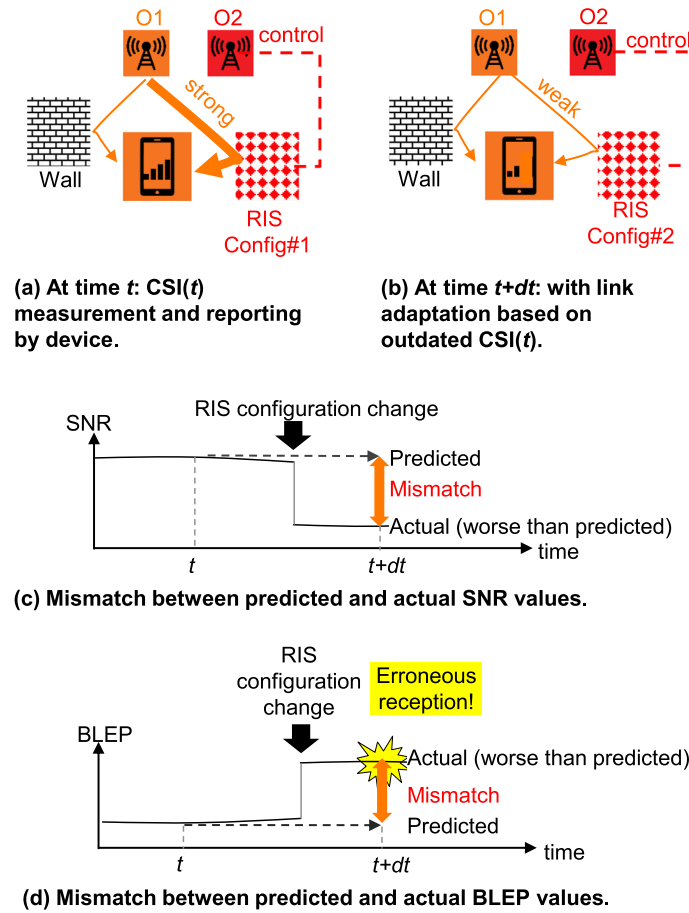 O1
O2
control
strong
Wall
RIS
Config#1
(a) At time t: CSI(t)
measurement and reporting
by device.
O1
O2
control
weak
Wall
RIS
Config#2
(b) At time t+dt: with link
adaptation based on
outdated CSI(t).
RIS configuration change
SNR
Predicted
Mismatch
Actual (worse than predicted)
time
t
t+dt
(c) Mismatch between predicted and actual SNR values.
RIS
configuration
change
Erroneous
reception!
BLEP
Actual (worse than predicted)
Mismatch
Predicted
time
t
t+dt
(d) Mismatch between predicted and actual BLEP values.